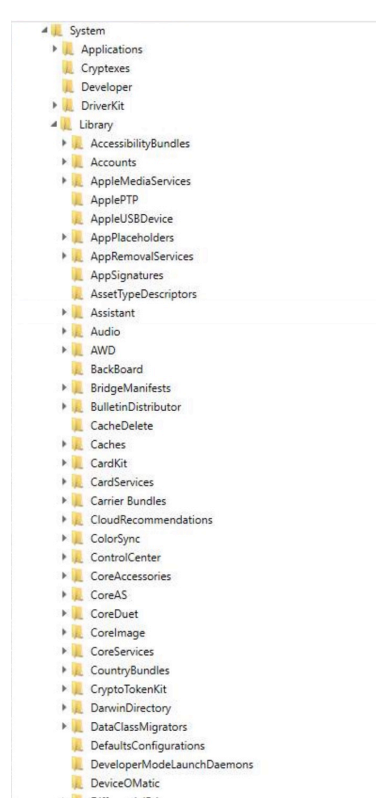 System
Applications
Cryptexes
Developer
DriverKit
Library
AccessibilityBundles
Accounts
AppleMediaServices
ApplePTP
AppleUSBDevice
AppPlaceholders
AppRemovalServices
AppSignatures
AssetTypeDescriptors
Assistant
Audio
AWD
BackBoard
BridgeManifests
BulletinDistributor
CacheDelete
Caches
CardKit
CardServices
Carrier Bundles
CloudRecommendations
ColorSync
ControlCenter
CoreAccessories
CoreAS
CoreDuet
CoreImage
CoreServices
CountryBundles
CryptoTokenKit
DarwinDirectory
DataClassMigrators
DefaultsConfigurations
DeveloperModeLaunchDaemons
DeviceOMatic